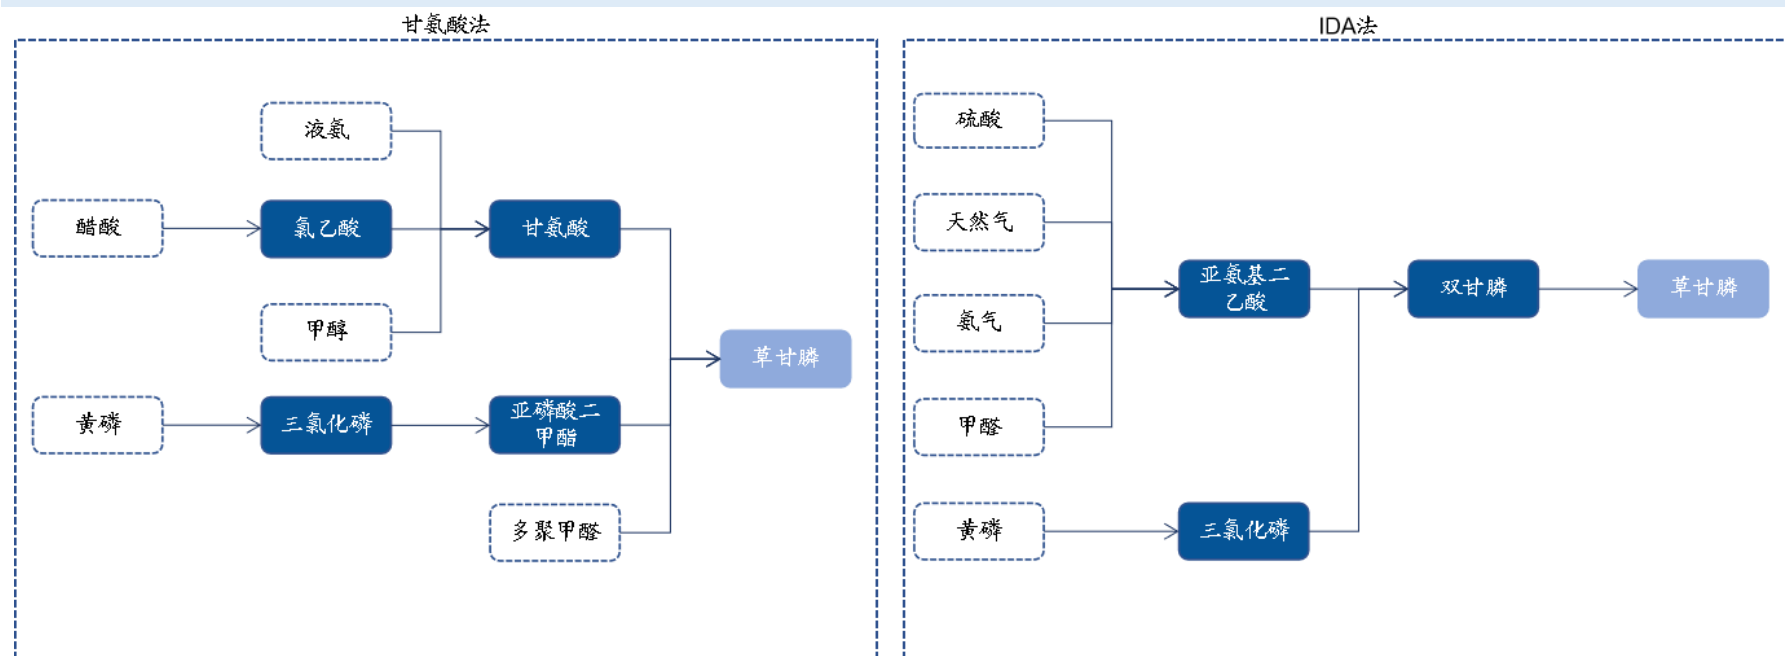 甘氨酸法
液氨
醋酸
氯乙酸
甘氨酸
甲醇
草甘膦
黄磷
三氯化磷
亚磷酸二
甲酯
多聚甲醛
IDA法
硫酸
天然气
氨气
亚氨基二
乙酸
双甘膦
草甘膦
甲醛
黄磷
三氯化磷